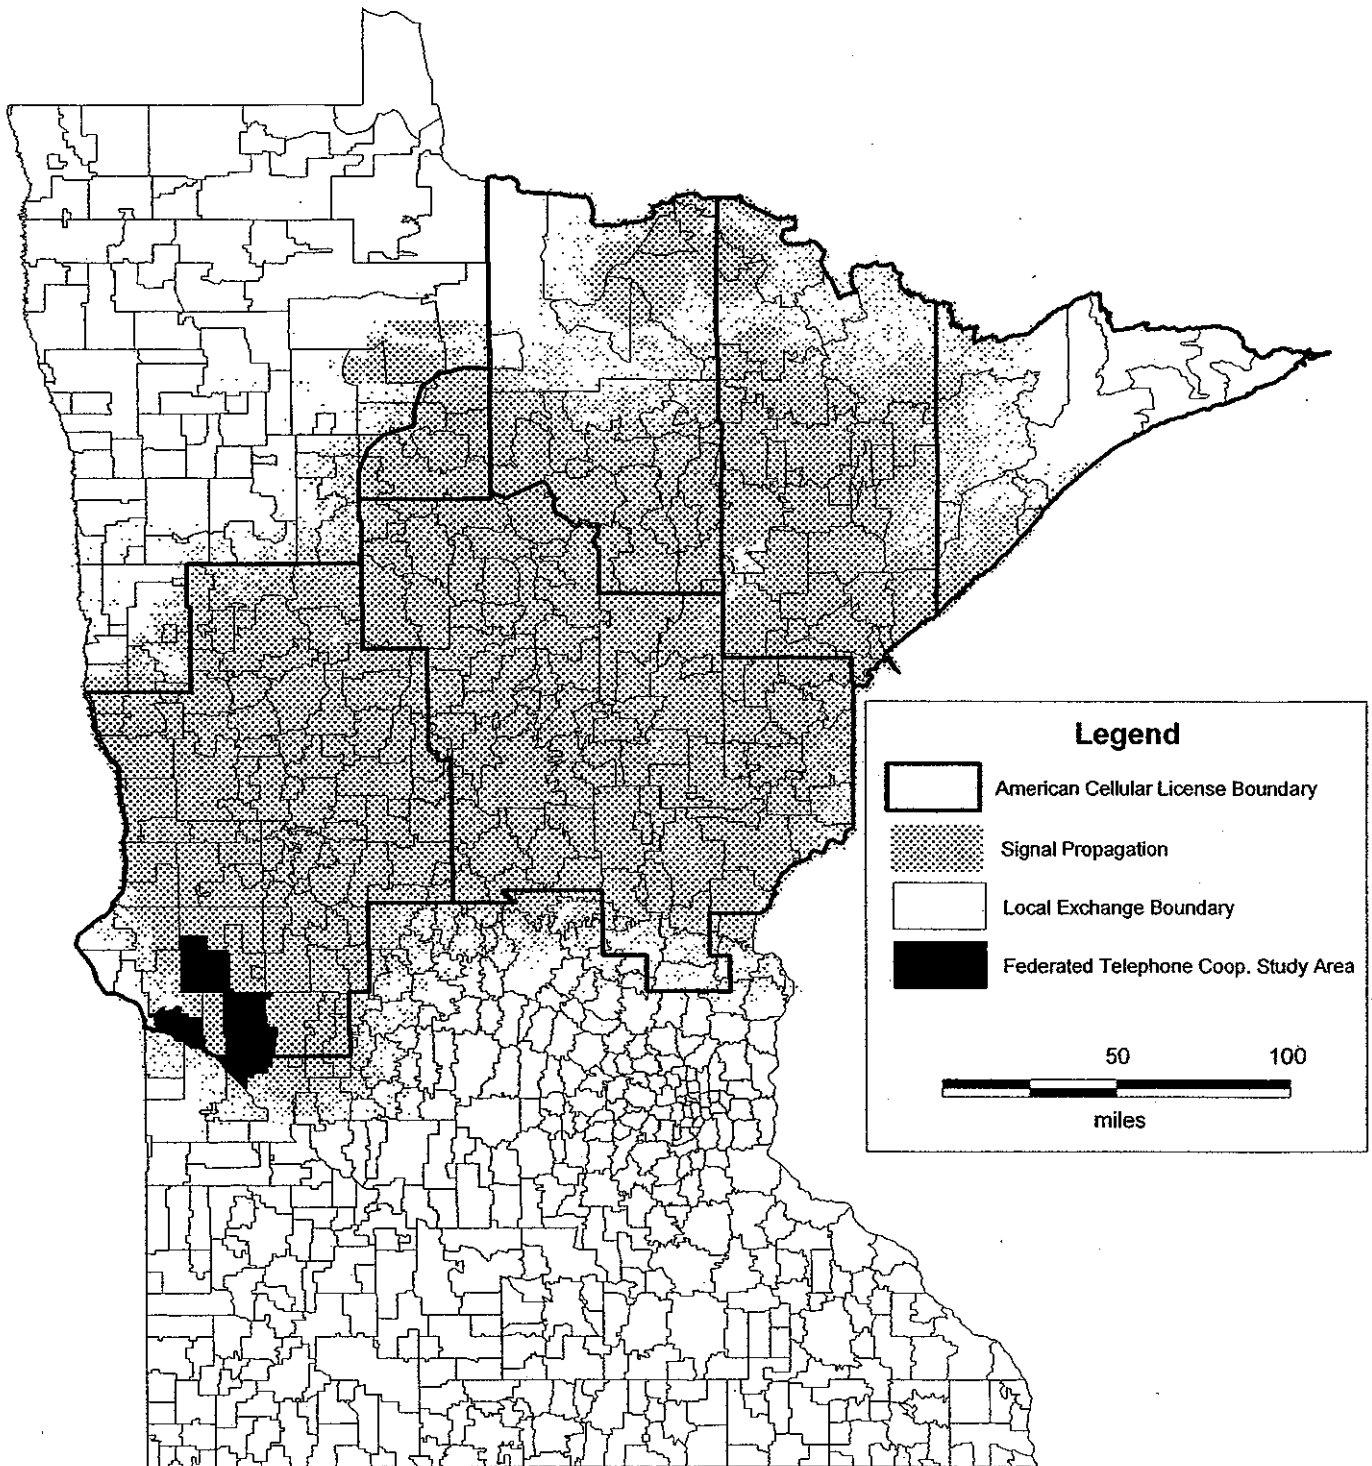 Legend
American Cellular License Boundary
Signal Propagation
Local Exchange Boundary
Federated Telephone Coop. Study Area
50 100
miles